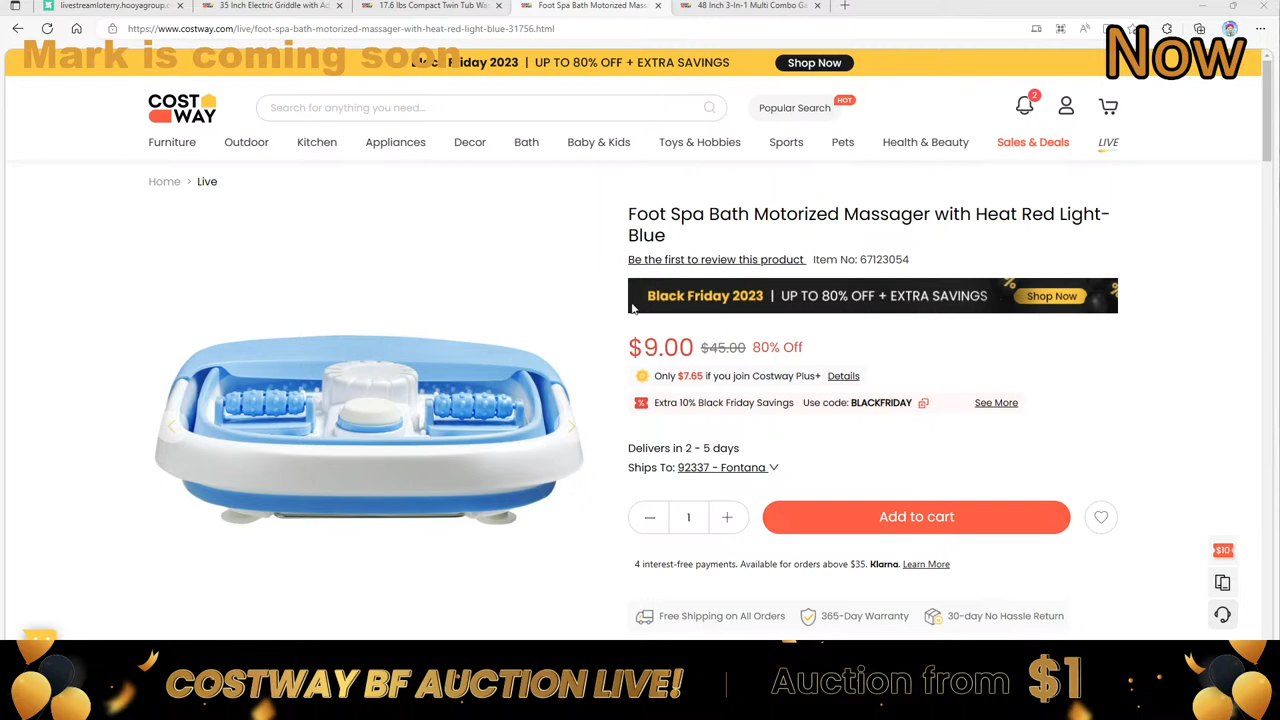 livestreamlorrty.hooyagroup.c
35 Inch Electric Griddle with Ad
17.6 lbs Compact Twin Tub Wa
Foot Spa Bath Motorized Massa
48 Inch 3-In-1 Multi Combo Ga
https://www.costway.com/live/foot-spa-bath-motorized-massager-with-heat-red-light-blue-31756.html
Mark is coming soon
Now
Friday 2023 | UP TO 80% OFF + EXTRA SAVINGS
Shop Now
COST WAY
Search for anything you need...
Popular Search
HOT
2
Furniture
Outdoor
Kitchen
Appliances
Decor
Bath
Baby & Kids
Toys & Hobbies
Sports
Pets
Health & Beauty
Sales & Deals
LIVE
Home > Live
Foot Spa Bath Motorized Massager with Heat Red Light-
Blue
Be the first to review this product Item No: 67123054
Black Friday 2023 | UP TO 80% OFF + EXTRA SAVINGS
Shop Now
$9.00 $45.00 80% Off
Only $7.65 if you join Costway Plus+ Details
Extra 10% Black Friday Savings Use code: BLACKFRIDAY See More
Delivers in 2 - 5 days
Ships To: 92337 - Fontana
1
Add to cart
4 interest-free payments. Available for orders above $35. Klarna. Learn More
$10
Free Shipping on All Orders
365-Day Warranty
30-day No Hassle Return
COSTWAY BF AUCTION LIVE! | Auction from $1